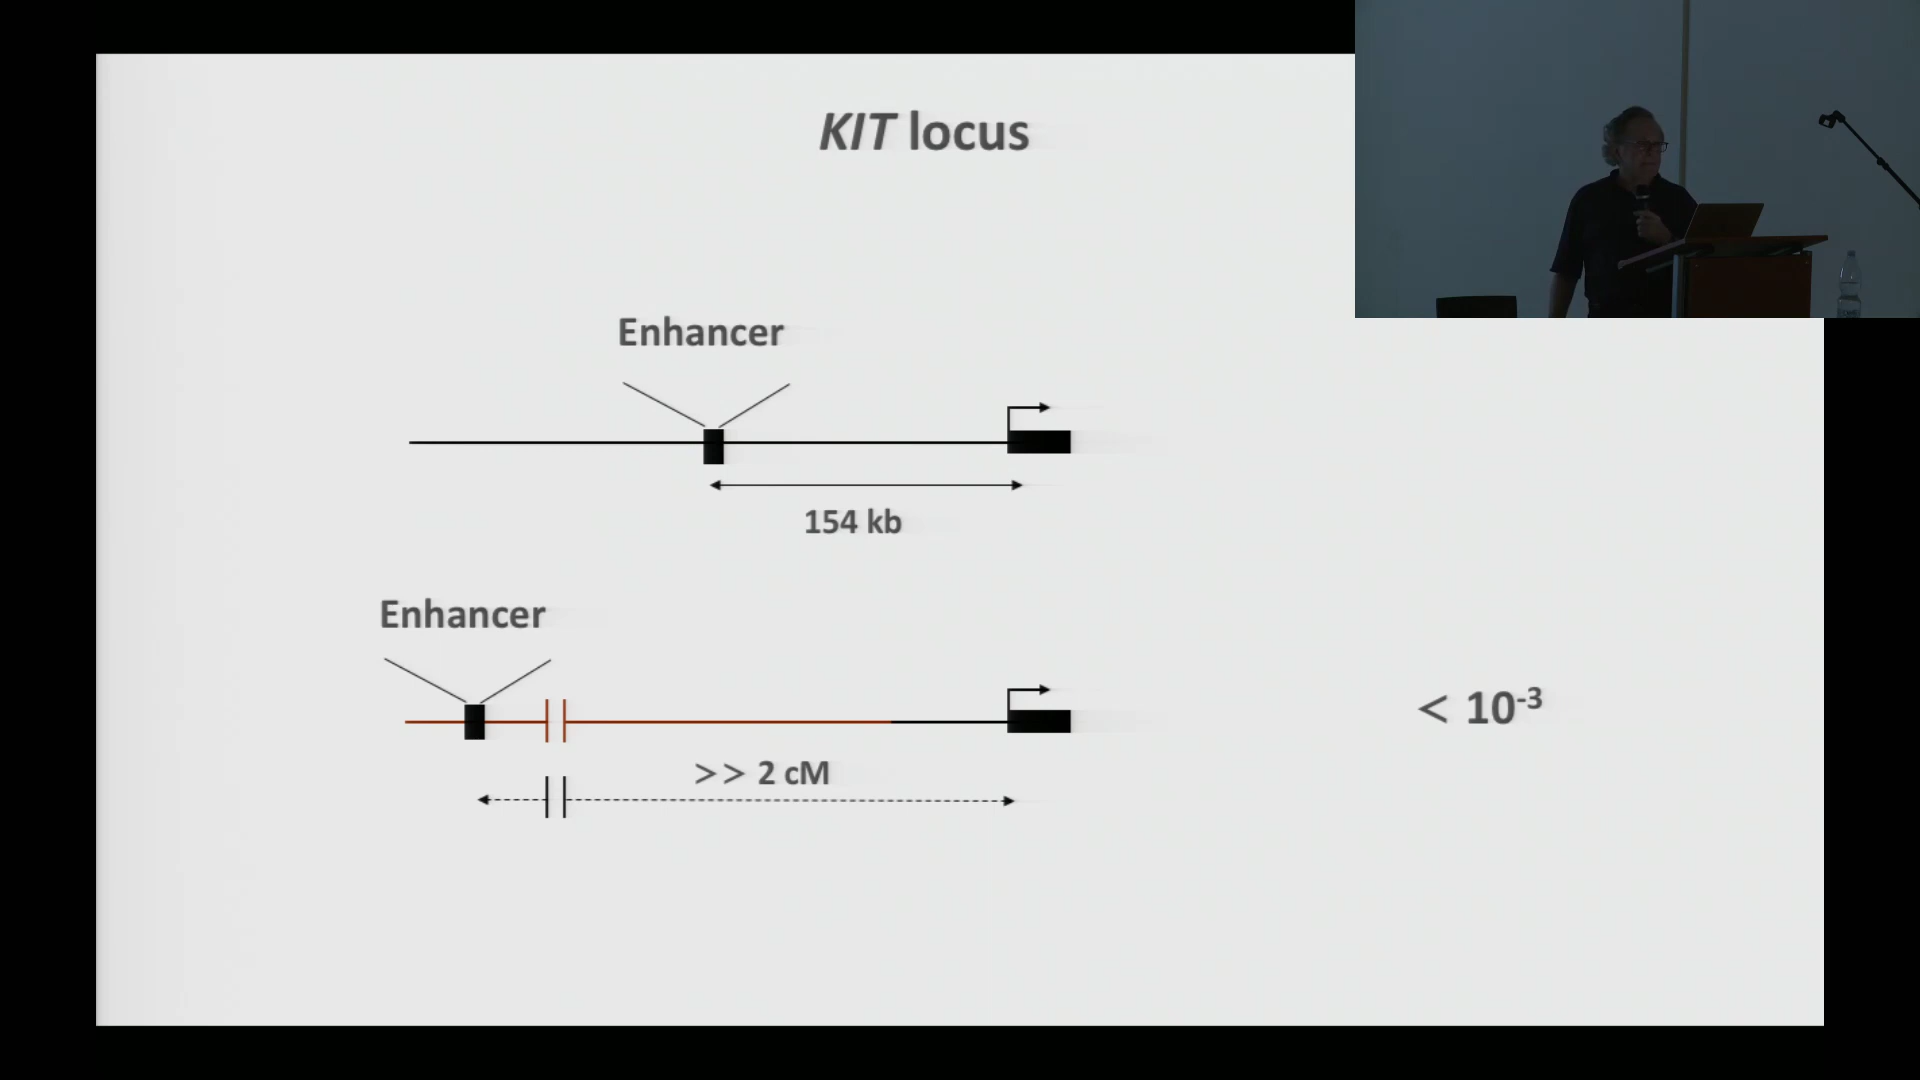 KIT locus
Enhancer
154 kb
Enhancer
>> 2 cM
< 10-3